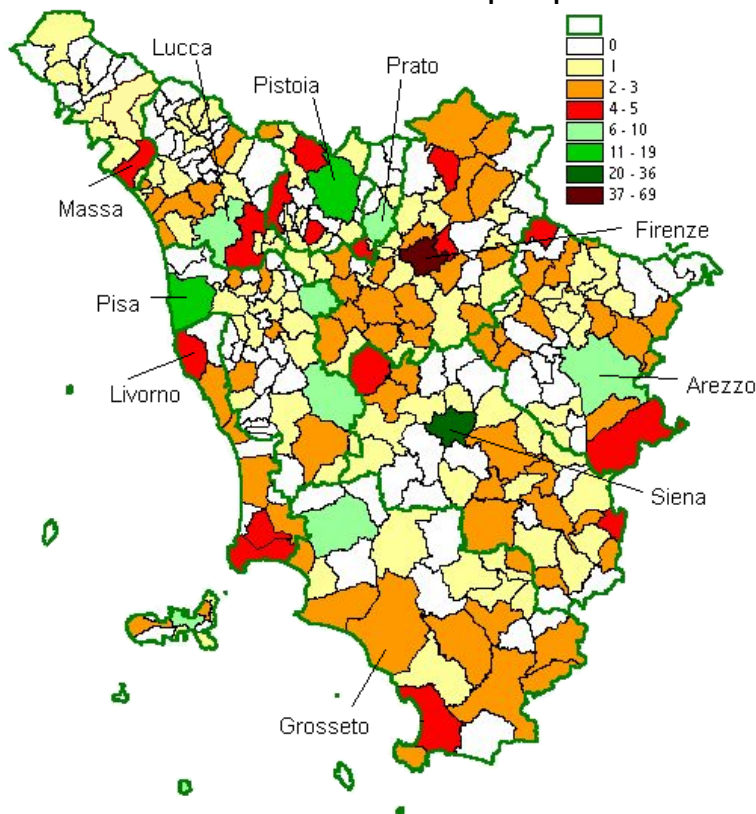 Lucca
Pistoia
Prato
0
1
2 - 3
4 - 5
6 - 10
11 - 19
20 - 36
37 - 69
Massa
Firenze
Pisa
Livorno
Arezzo
Siena
Grosseto